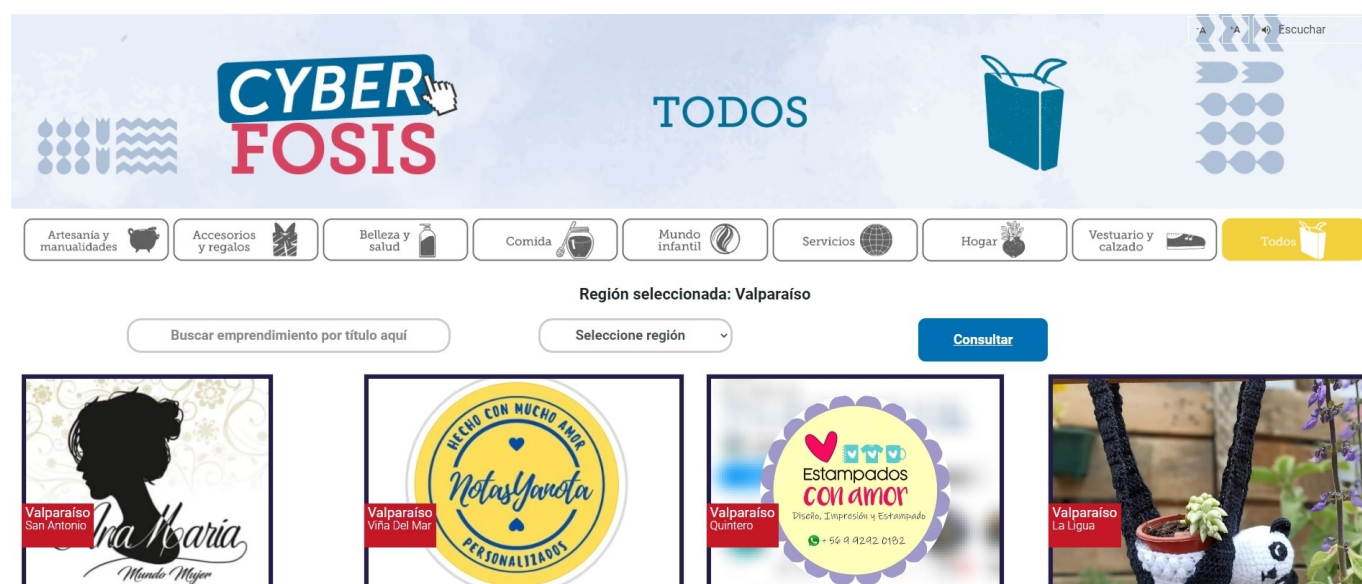 -A
+A
Escuchar
CYBER
FOSIS
TODOS
Artesanía y
manualidades
Accesorios
y regalos
Belleza y
salud
Comida
Mundo
infantil
Servicios
Hogar
Vestuario y
calzado
Todos
Región seleccionada: Valparaíso
Buscar emprendimiento por título aquí
Seleccione región
Consultar
Valparaíso
San Antonio
Ana Maria
Mundo Mujer
HECHO CON MUCHO AMOR
NotasYanota
PERSONALIZADOS
Valparaíso
Viña Del Mar
Estampados
con amor
Diseño, Impresión y Estampado
+ 56 9 9292 0182
Valparaíso
Quintero
Valparaíso
La Ligua